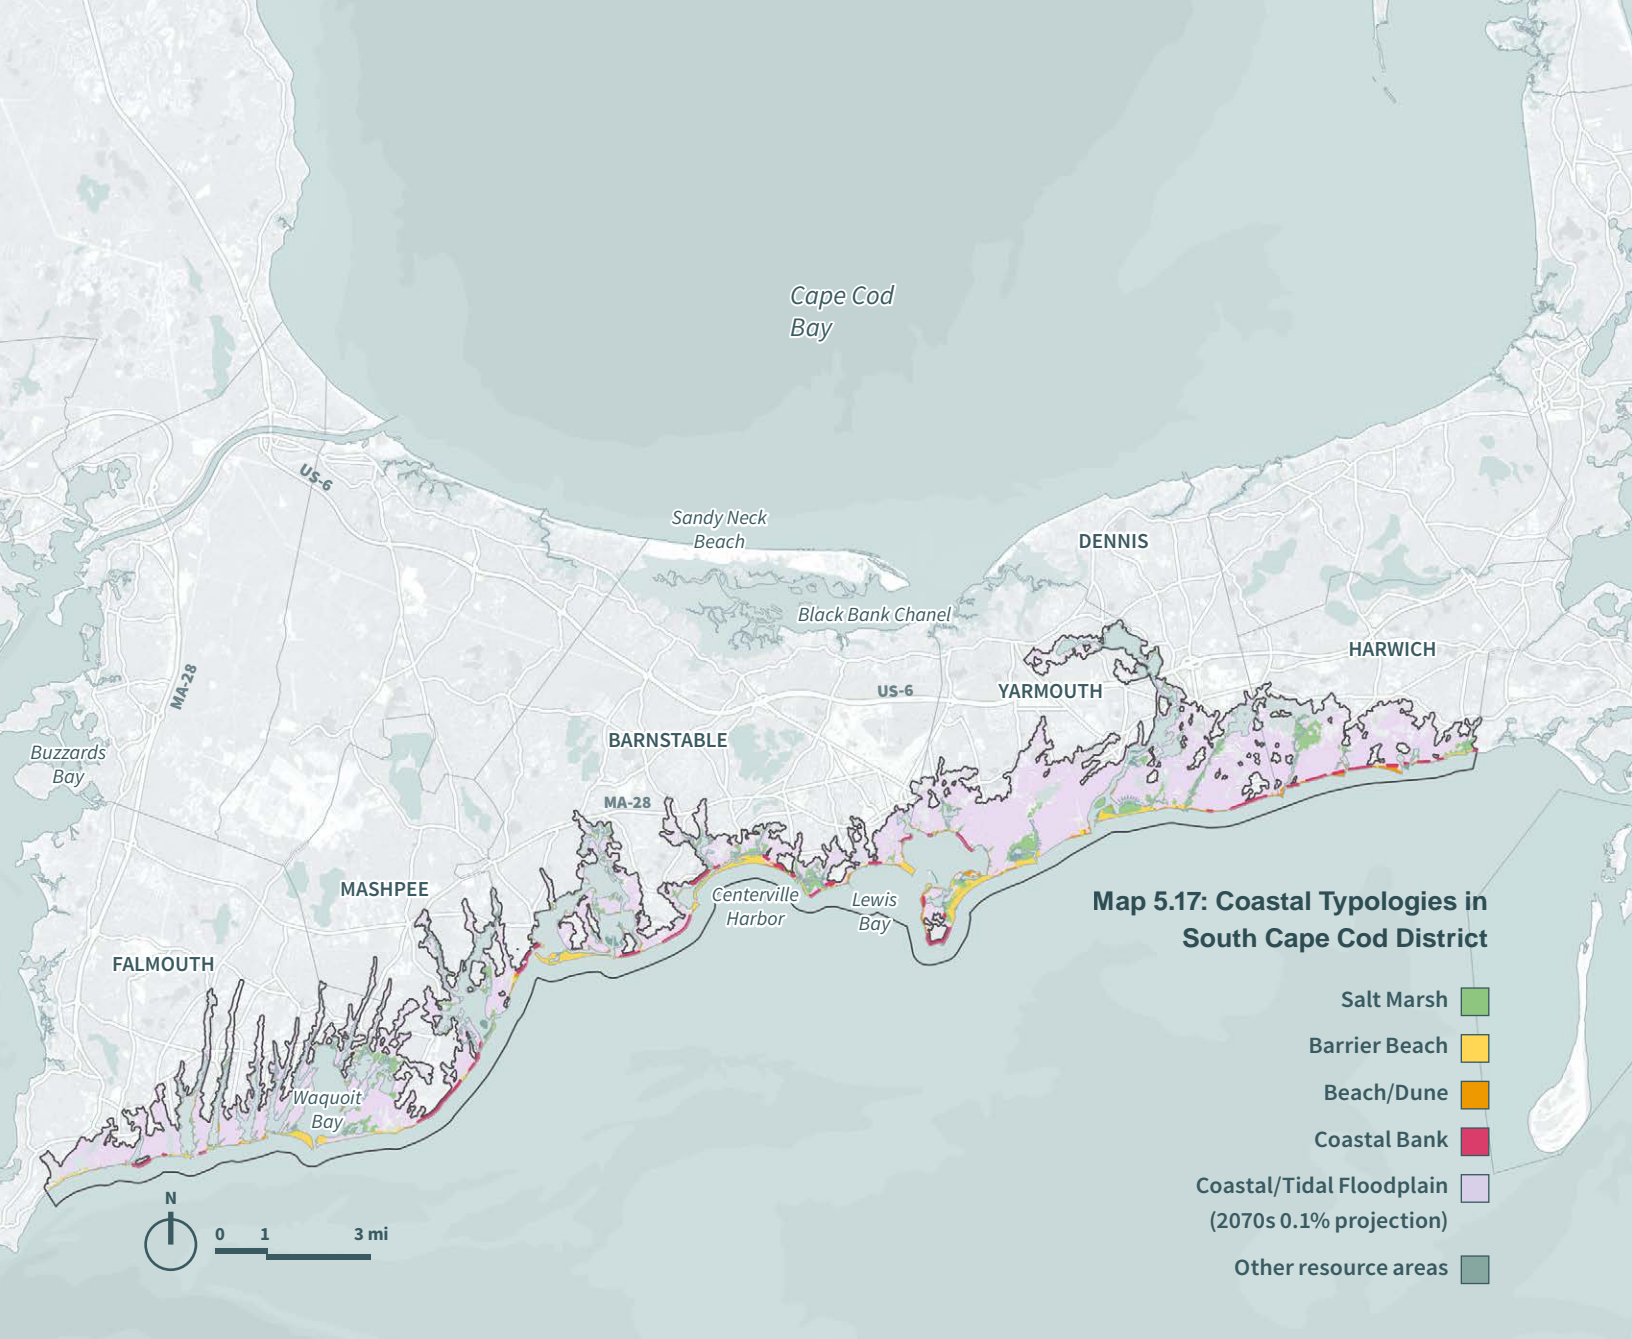 Cape Cod
Bay
US-6
Sandy Neck
Beach
DENNIS
Black Bank Chanel
HARWICH
MA-28
US-6
YARMOUTH
Buzzards
Bay
BARNSTABLE
MA-28
MASHPEE
Centerville
Harbor
Lewis
Bay
FALMOUTH
Waquoit
Bay
Map 5.17: Coastal Typologies in
South Cape Cod District
Salt Marsh
Barrier Beach
Beach/Dune
Coastal Bank
Coastal/Tidal Floodplain
(2070s 0.1% projection)
Other resource areas
N
0 1 3 mi